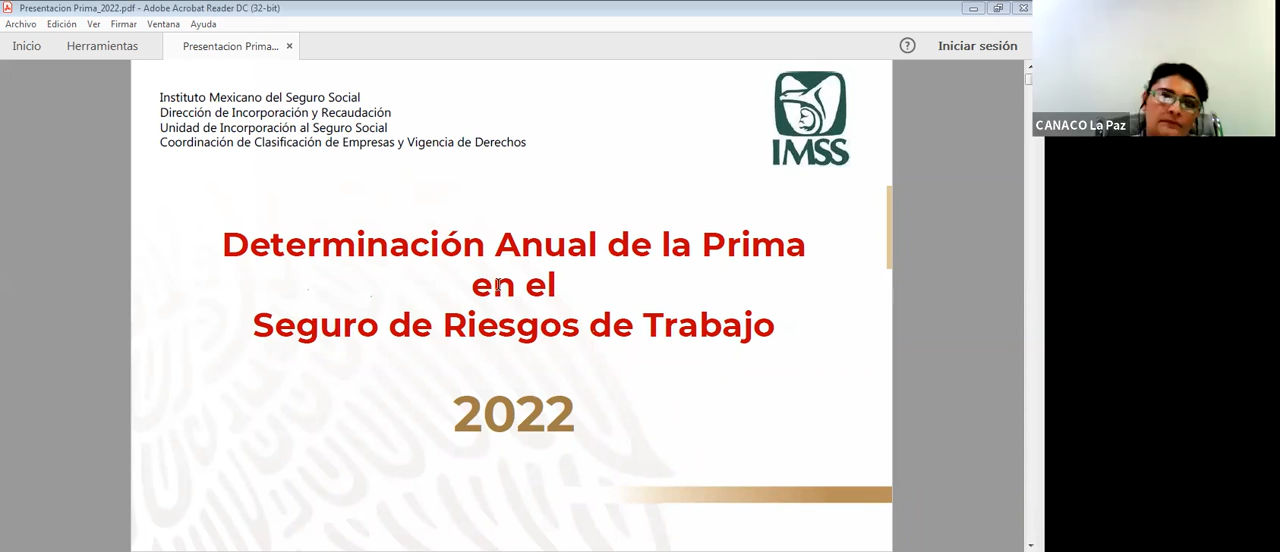 Presentacion Prima_2022.pdf - Adobe Acrobat Reader DC (32-bit)
Archivo Edición Ver Firmar Ventana Ayuda
Inicio Herramientas Presentacion Prima... × ? Iniciar sesión
Instituto Mexicano del Seguro Social
Dirección de Incorporación y Recaudación
Unidad de Incorporación al Seguro Social
Coordinación de Clasificación de Empresas y Vigencia de Derechos
IMSS
Determinación Anual de la Prima
en el
Seguro de Riesgos de Trabajo
2022
CANACO La Paz